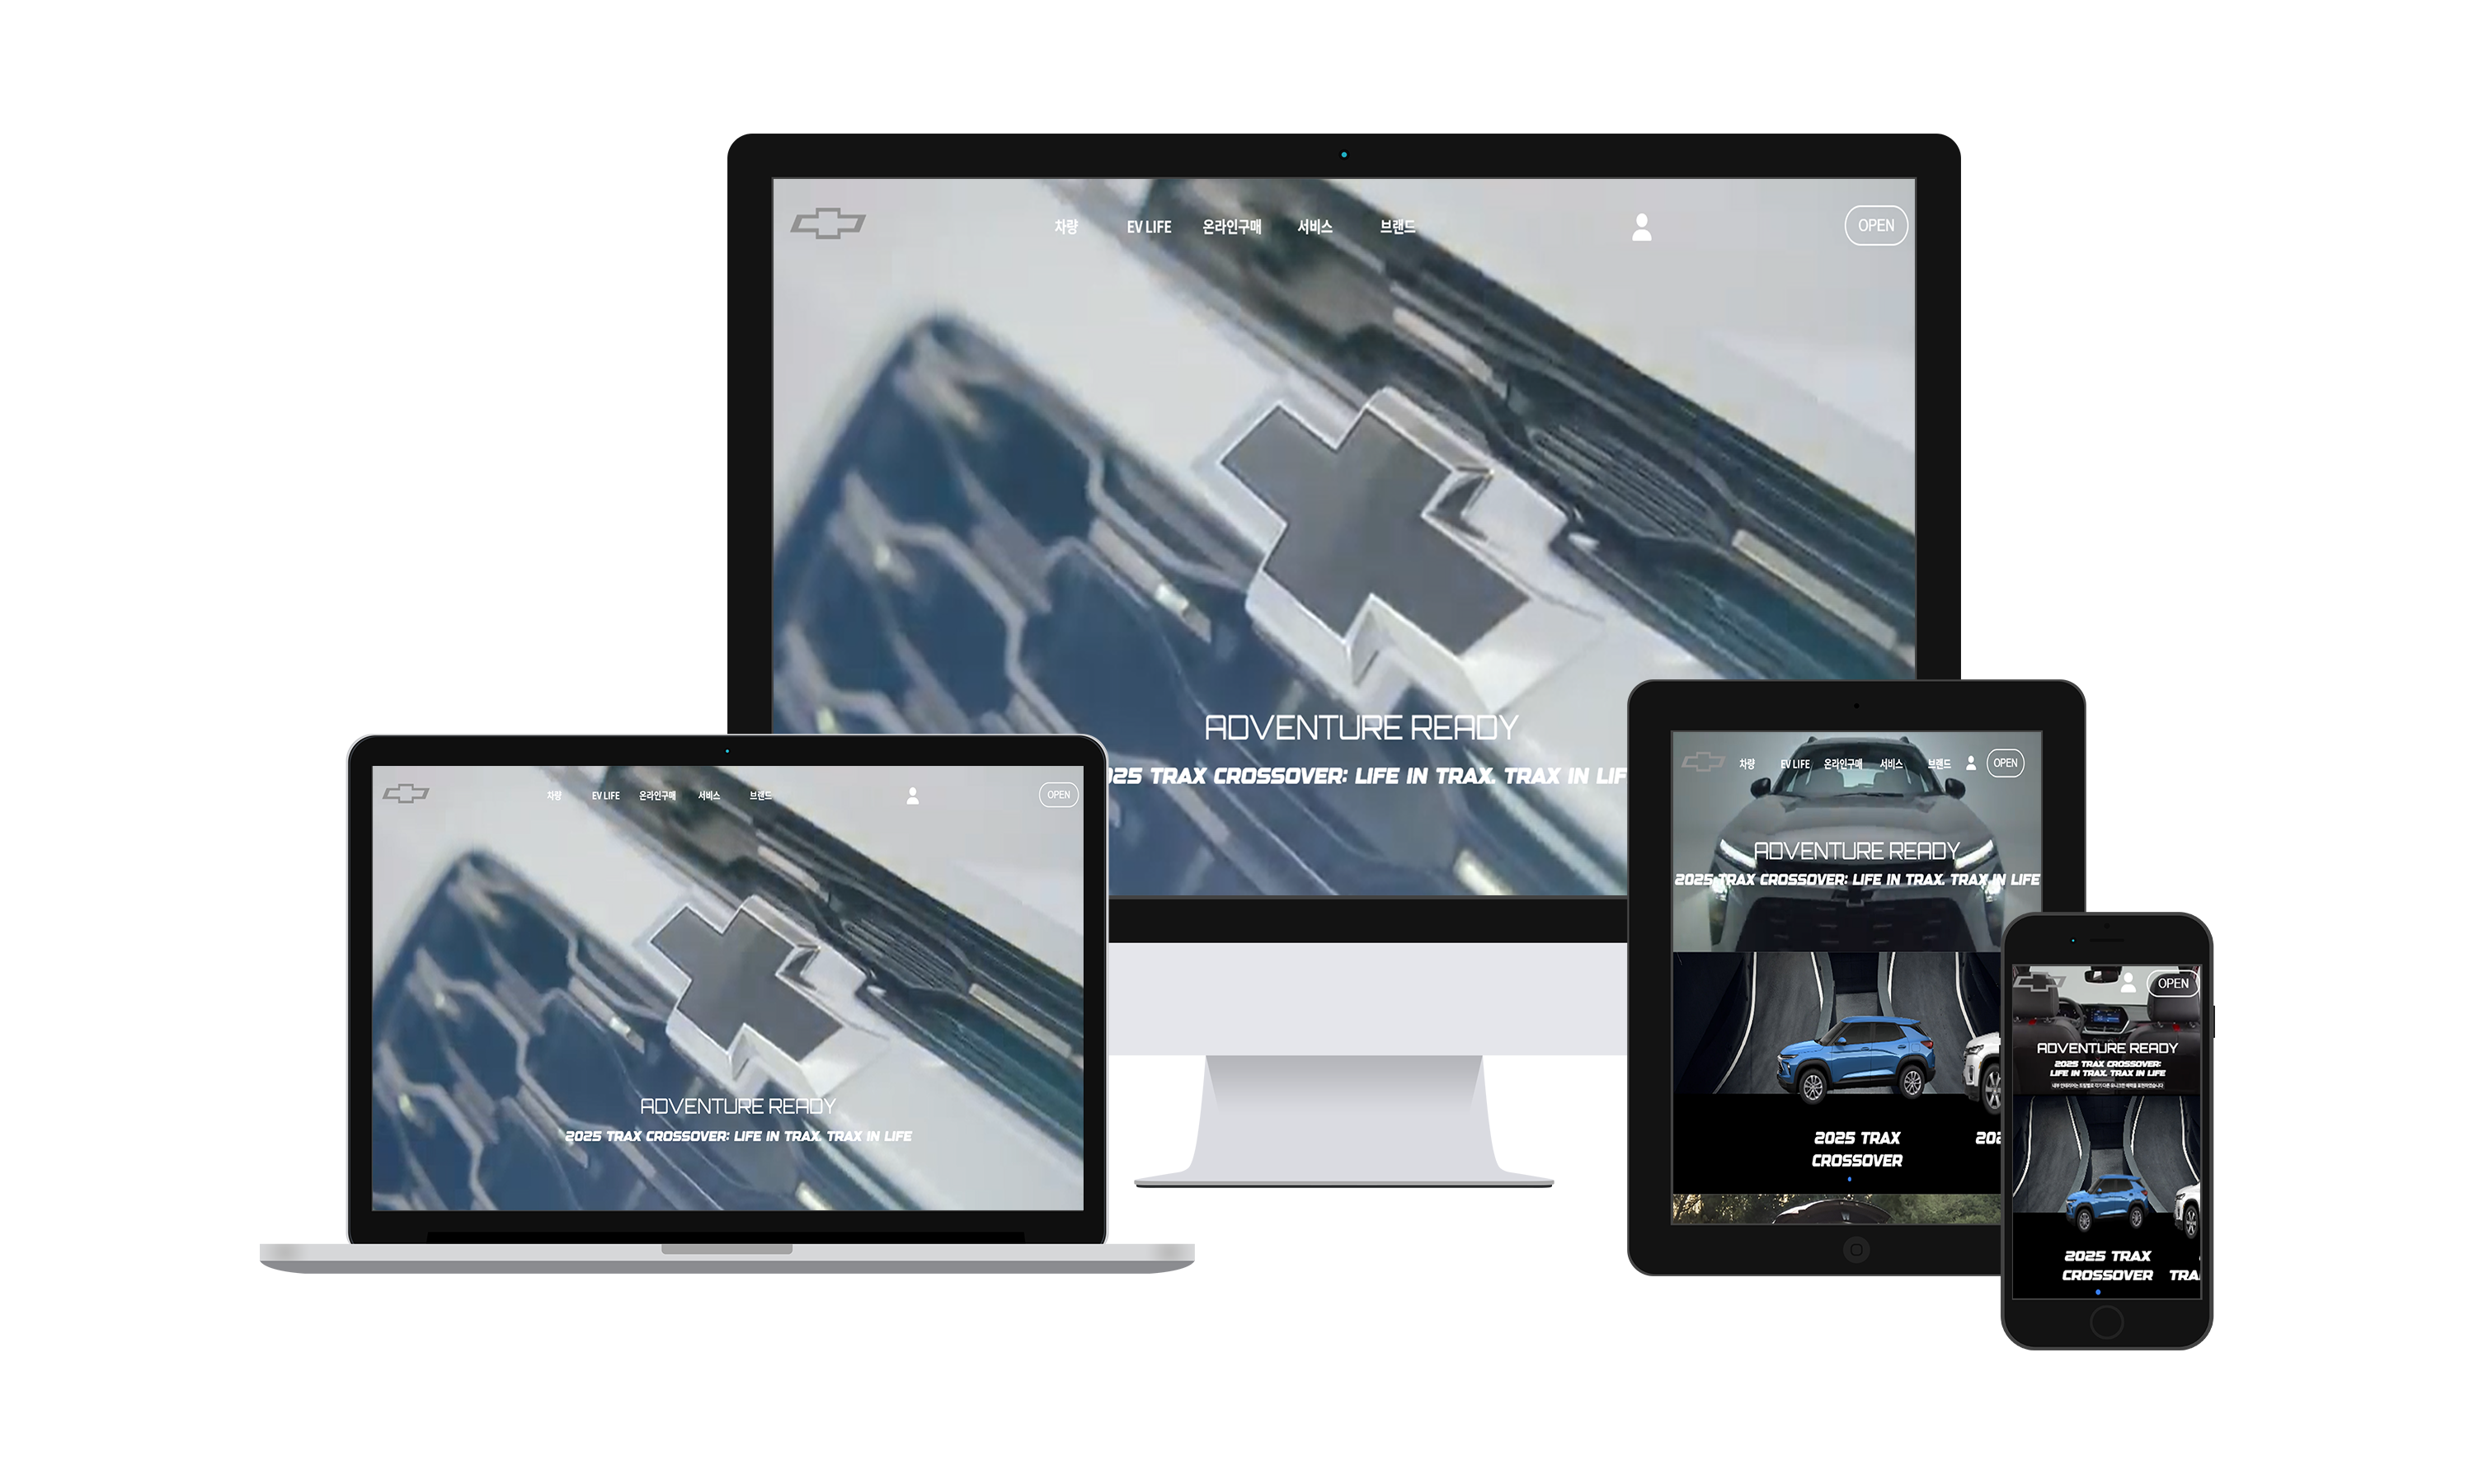 차량 EV LIFE 온라인구매 서비스 브랜드 OPEN
ADVENTURE READY
025 TRAX CROSSOVER: LIFE IN TRAX. TRAX IN LIF
차량 EV LIFE 온라인구매 서비스 브랜드 OPEN
ADVENTURE READY
2025 TRAX CROSSOVER: LIFE IN TRAX. TRAX IN LIFE
차량 EV LIFE 온라인구매 서비스 브랜드 OPEN
ADVENTURE READY
2025 TRAX CROSSOVER: LIFE IN TRAX. TRAX IN LIFE
2025 TRAX 202
CROSSOVER
OPEN
ADVENTURE READY
2025 TRAX CROSSOVER:
LIFE IN TRAX. TRAX IN LIFE
2025 TRAX
CROSSOVER TRA